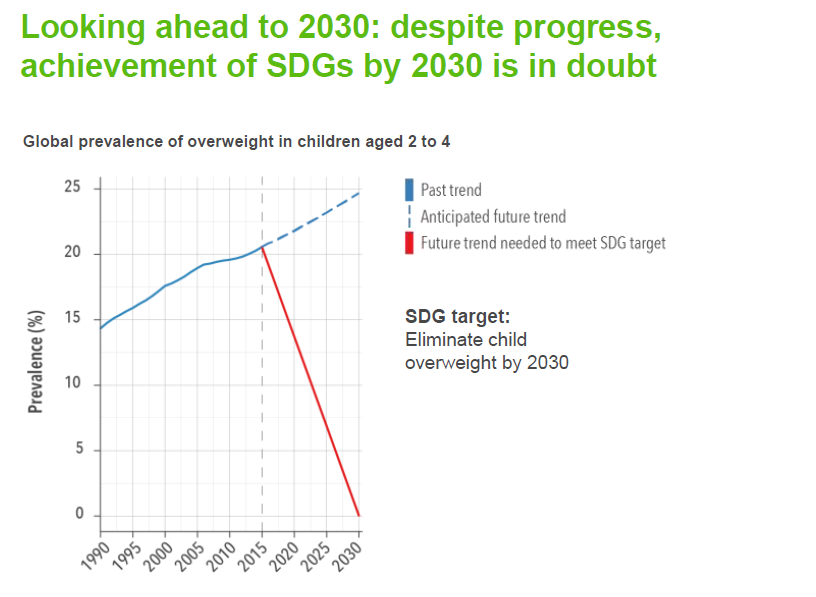 Looking ahead to 2030: despite progress,
achievement of SDGs by 2030 is in doubt
Global prevalence of overweight in children aged 2 to 4
Prevalence (%)
25
20
15
10
5
0
1990
1995
2000
2005
2010
2015
2020
2025
2030
Past trend
Anticipated future trend
Future trend needed to meet SDG target
SDG target:
Eliminate child
overweight by 2030